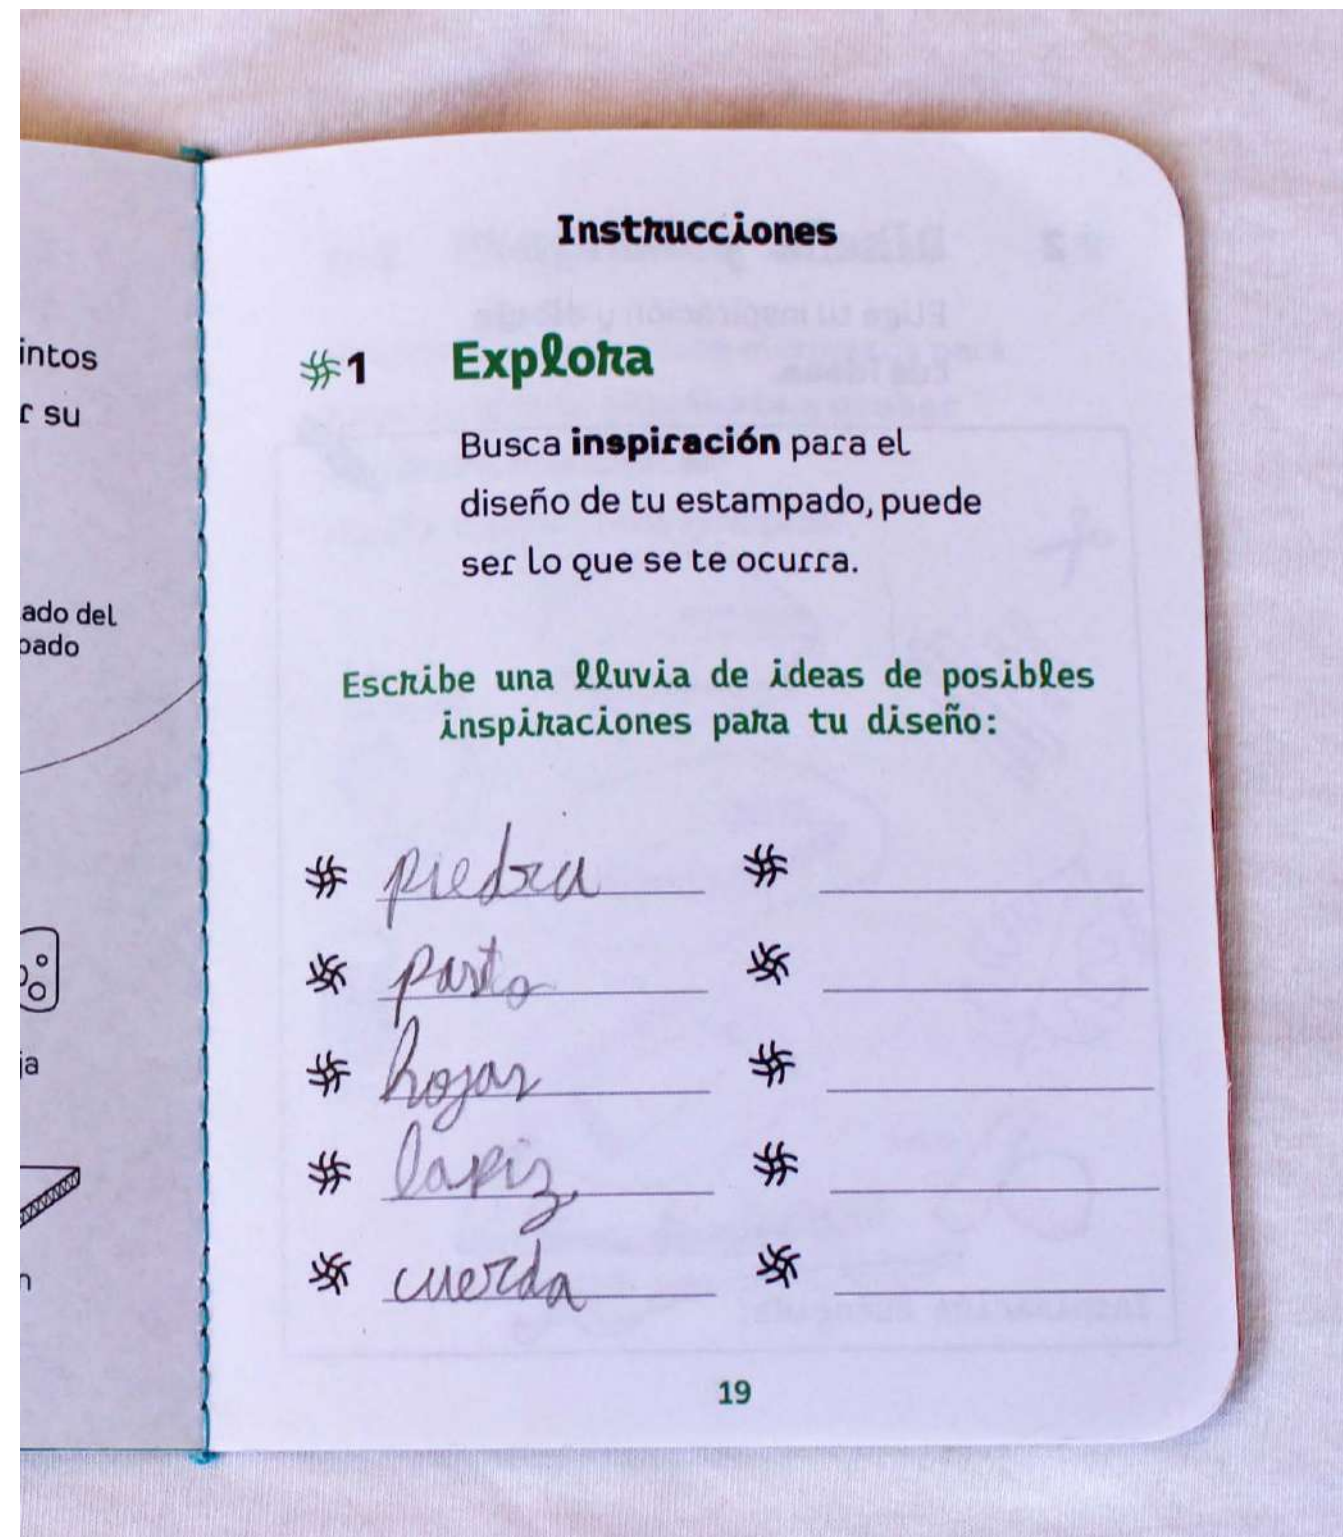 intos
r su
ado del
pado
ja
n
Instrucciones
#1 Explora
Busca inspiración para el
diseño de tu estampado, puede
ser lo que se te ocurra.
Escribe una lluvia de ideas de posibles
inspiraciones para tu diseño:
piedra
pasto
hojas
lapiz
cuerda
19